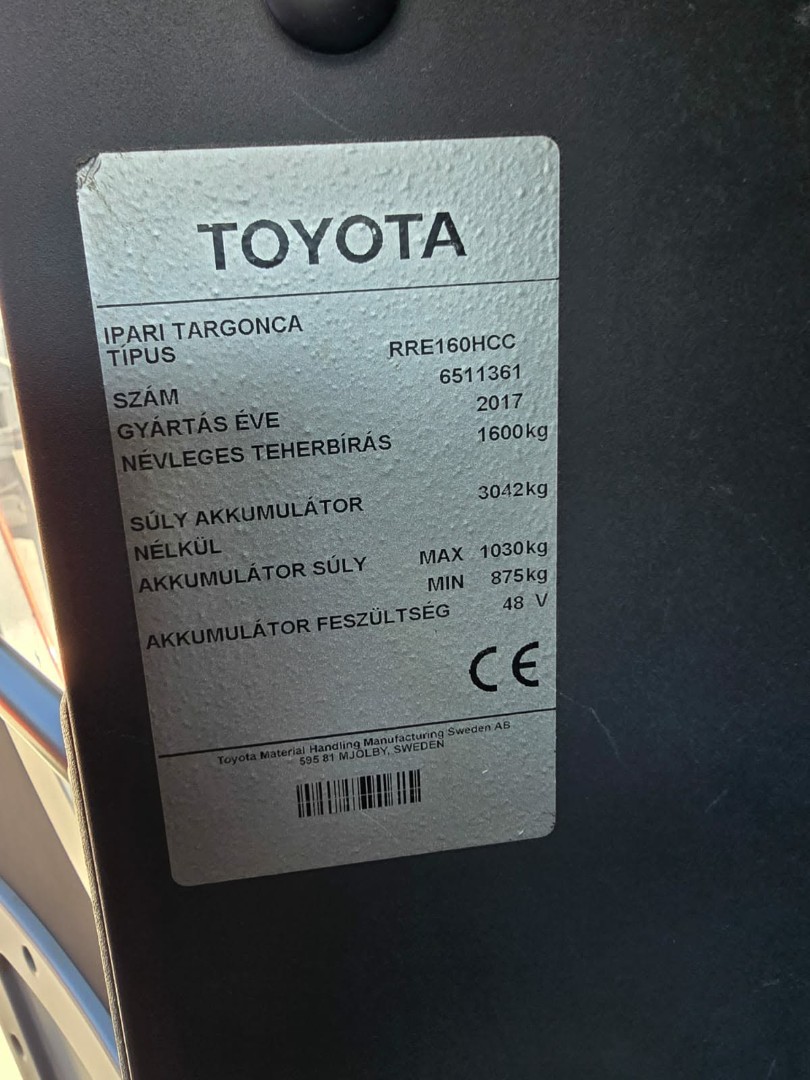 TOYOTA
IPARI TARGONCA
TÍPUS RRE160HCC
SZÁM 6511361
GYÁRTÁS ÉVE 2017
NÉVLEGES TEHERBÍRÁS 1600kg
SÚLY AKKUMULÁTOR 3042kg
NÉLKÜL
AKKUMULÁTOR SÚLY MAX 1030kg
MIN 875kg
AKKUMULÁTOR FESZÜLTSÉG 48 V
CE
Toyota Material Handling Manufacturing Sweden AB
595 81 MJÖLBY, SWEDEN